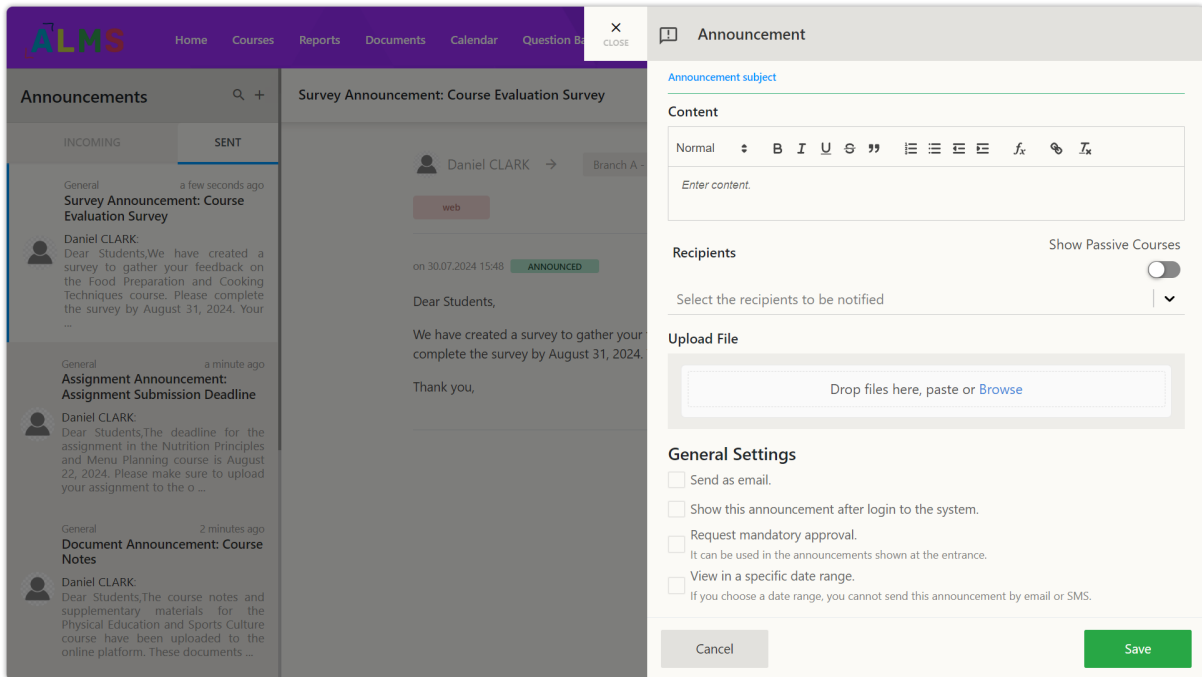 ALMS
Home Courses Reports Documents Calendar Question Ba
CLOSE
Announcements
INCOMING SENT
General a few seconds ago
Survey Announcement: Course
Evaluation Survey
Daniel CLARK:
Dear Students,We have created a
survey to gather your feedback on
the Food Preparation and Cooking
Techniques course. Please complete
the survey by August 31, 2024. Your
...
General a minute ago
Assignment Announcement:
Assignment Submission Deadline
Daniel CLARK:
Dear Students,The deadline for the
assignment in the Nutrition Principles
and Menu Planning course is August
22, 2024. Please make sure to upload
your assignment to the o ...
General 2 minutes ago
Document Announcement: Course
Notes
Daniel CLARK:
Dear Students,The course notes and
supplementary materials for the
Physical Education and Sports Culture
course have been uploaded to the
online platform. These documents ...
Survey Announcement: Course Evaluation Survey
Daniel CLARK → Branch A -
web
on 30.07.2024 15:48 ANNOUNCED
Dear Students,
We have created a survey to gather your
complete the survey by August 31, 2024.
Thank you,
Announcement
Announcement subject
Content
Normal B I U S
Enter content.
Recipients
Show Passive Courses
Select the recipients to be notified
Upload File
Drop files here, paste or Browse
General Settings
Send as email.
Show this announcement after login to the system.
Request mandatory approval.
It can be used in the announcements shown at the entrance.
View in a specific date range.
If you choose a date range, you cannot send this announcement by email or SMS.
Cancel Save